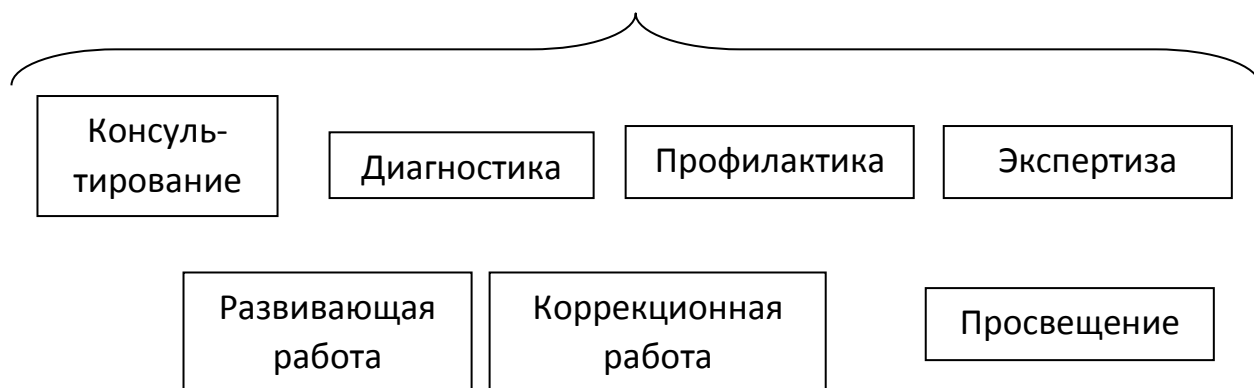 Консуль-
тирование
Диагностика
Профилактика
Экспертиза
Развивающая
работа
Коррекционная
работа
Просвещение